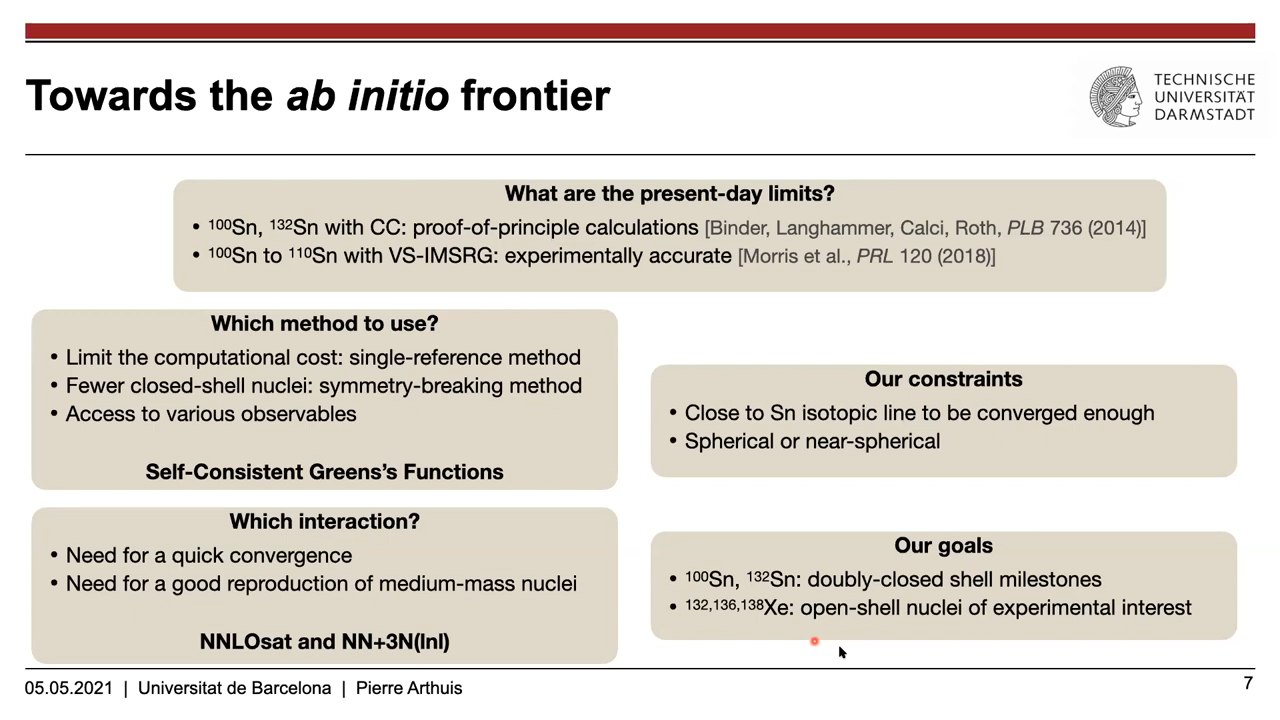 Towards the ab initio frontier
TECHNISCHE
UNIVERSITÄT
DARMSTADT
What are the present-day limits?
• ¹⁰⁰Sn, ¹³²Sn with CC: proof-of-principle calculations [Binder, Langhammer, Calci, Roth, PLB 736 (2014)]
• ¹⁰⁰Sn to ¹¹⁰Sn with VS-IMSRG: experimentally accurate [Morris et al., PRL 120 (2018)]
Which method to use?
• Limit the computational cost: single-reference method
• Fewer closed-shell nuclei: symmetry-breaking method
• Access to various observables
Self-Consistent Greens's Functions
Our constraints
• Close to Sn isotopic line to be converged enough
• Spherical or near-spherical
Which interaction?
• Need for a quick convergence
• Need for a good reproduction of medium-mass nuclei
NNLOsat and NN+3N(lnl)
Our goals
• ¹⁰⁰Sn, ¹³²Sn: doubly-closed shell milestones
• ¹³²,¹³⁶,¹³⁸Xe: open-shell nuclei of experimental interest
05.05.2021 | Universitat de Barcelona | Pierre Arthuis
7